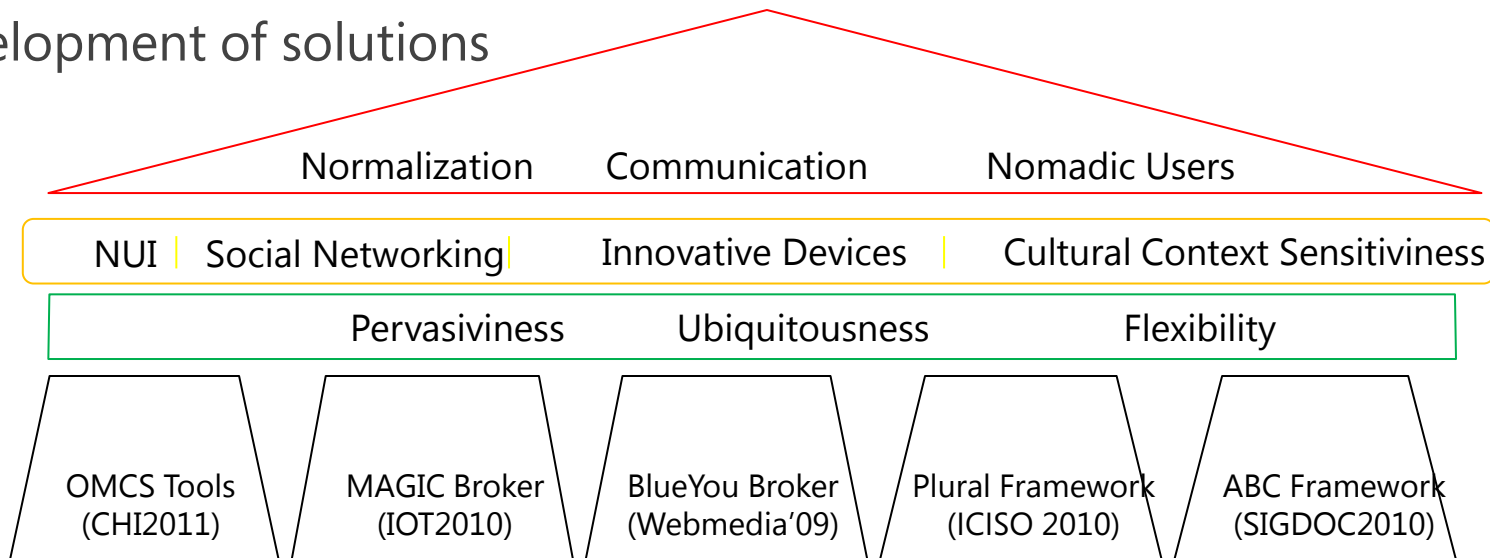 elopment of solutions
Normalization Communication Nomadic Users
NUI Social Networking Innovative Devices Cultural Context Sensitiviness
Pervasiviness Ubiquitousness Flexibility
OMCS Tools
(CHI2011)
MAGIC Broker
(IOT2010)
BlueYou Broker
(Webmedia’09)
Plural Framework
(ICISO 2010)
ABC Framework
(SIGDOC2010)